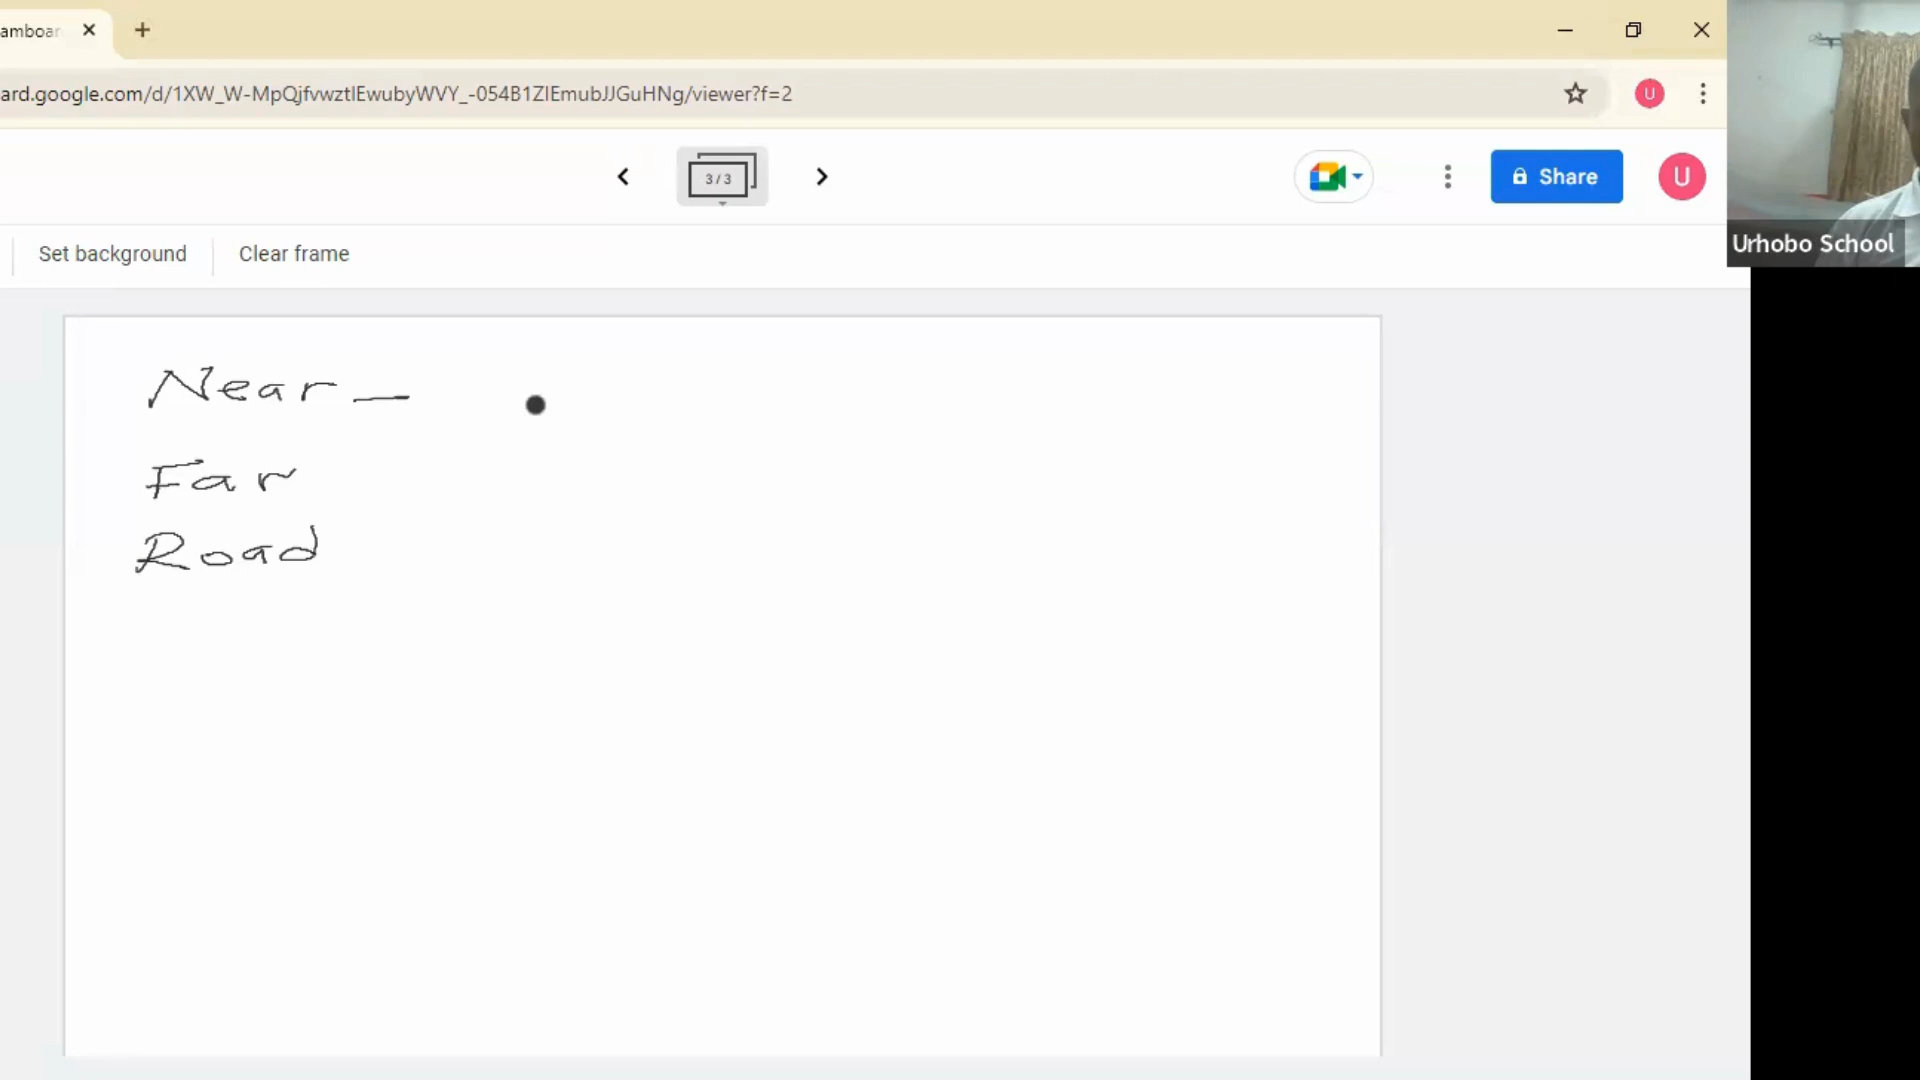 amboar
ard.google.com/d/1XW_W-MpQjfvwztlEwubyWVY_-054B1ZlEmubJJGuHNg/viewer?f=2
U
3/3
Share
U
Urhobo School
Set background
Clear frame
Near _
Far
Road